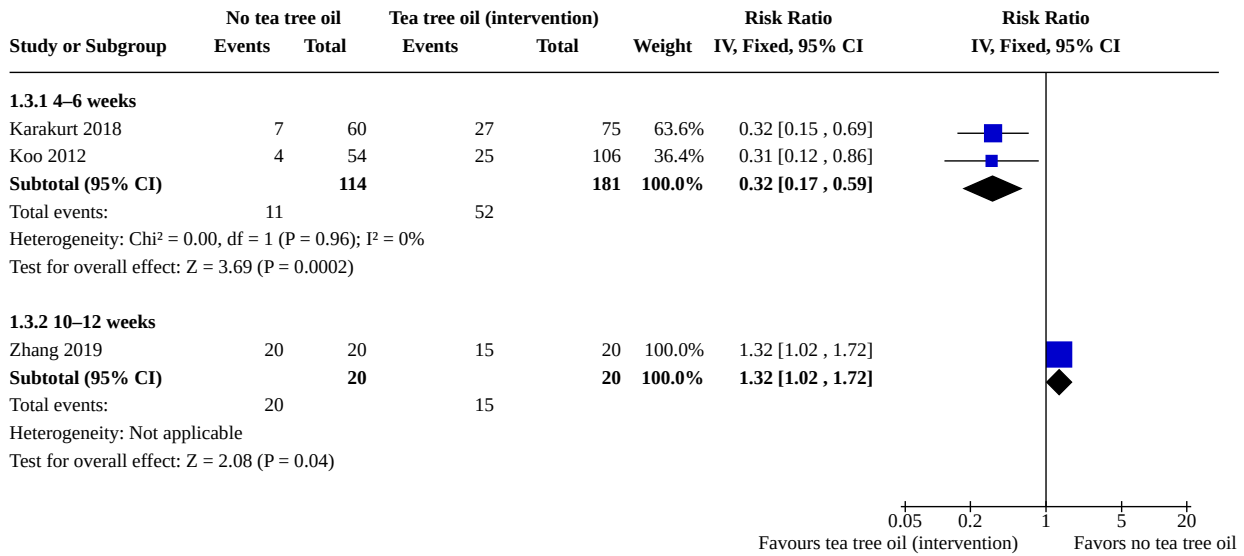 No tea tree oil Tea tree oil (intervention) Risk Ratio Risk Ratio
Study or Subgroup Events Total Events Total Weight IV, Fixed, 95% CI IV, Fixed, 95% CI
1.3.1 4–6 weeks
Karakurt 2018 7 60 27 75 63.6% 0.32 [0.15 , 0.69]
Koo 2012 4 54 25 106 36.4% 0.31 [0.12 , 0.86]
Subtotal (95% CI) 114 181 100.0% 0.32 [0.17 , 0.59]
Total events: 11 52
Heterogeneity: Chi² = 0.00, df = 1 (P = 0.96); I² = 0%
Test for overall effect: Z = 3.69 (P = 0.0002)
1.3.2 10–12 weeks
Zhang 2019 20 20 15 20 100.0% 1.32 [1.02 , 1.72]
Subtotal (95% CI) 20 20 100.0% 1.32 [1.02 , 1.72]
Total events: 20 15
Heterogeneity: Not applicable
Test for overall effect: Z = 2.08 (P = 0.04)
0.05 0.2 1 5 20
Favours tea tree oil (intervention) Favors no tea tree oil